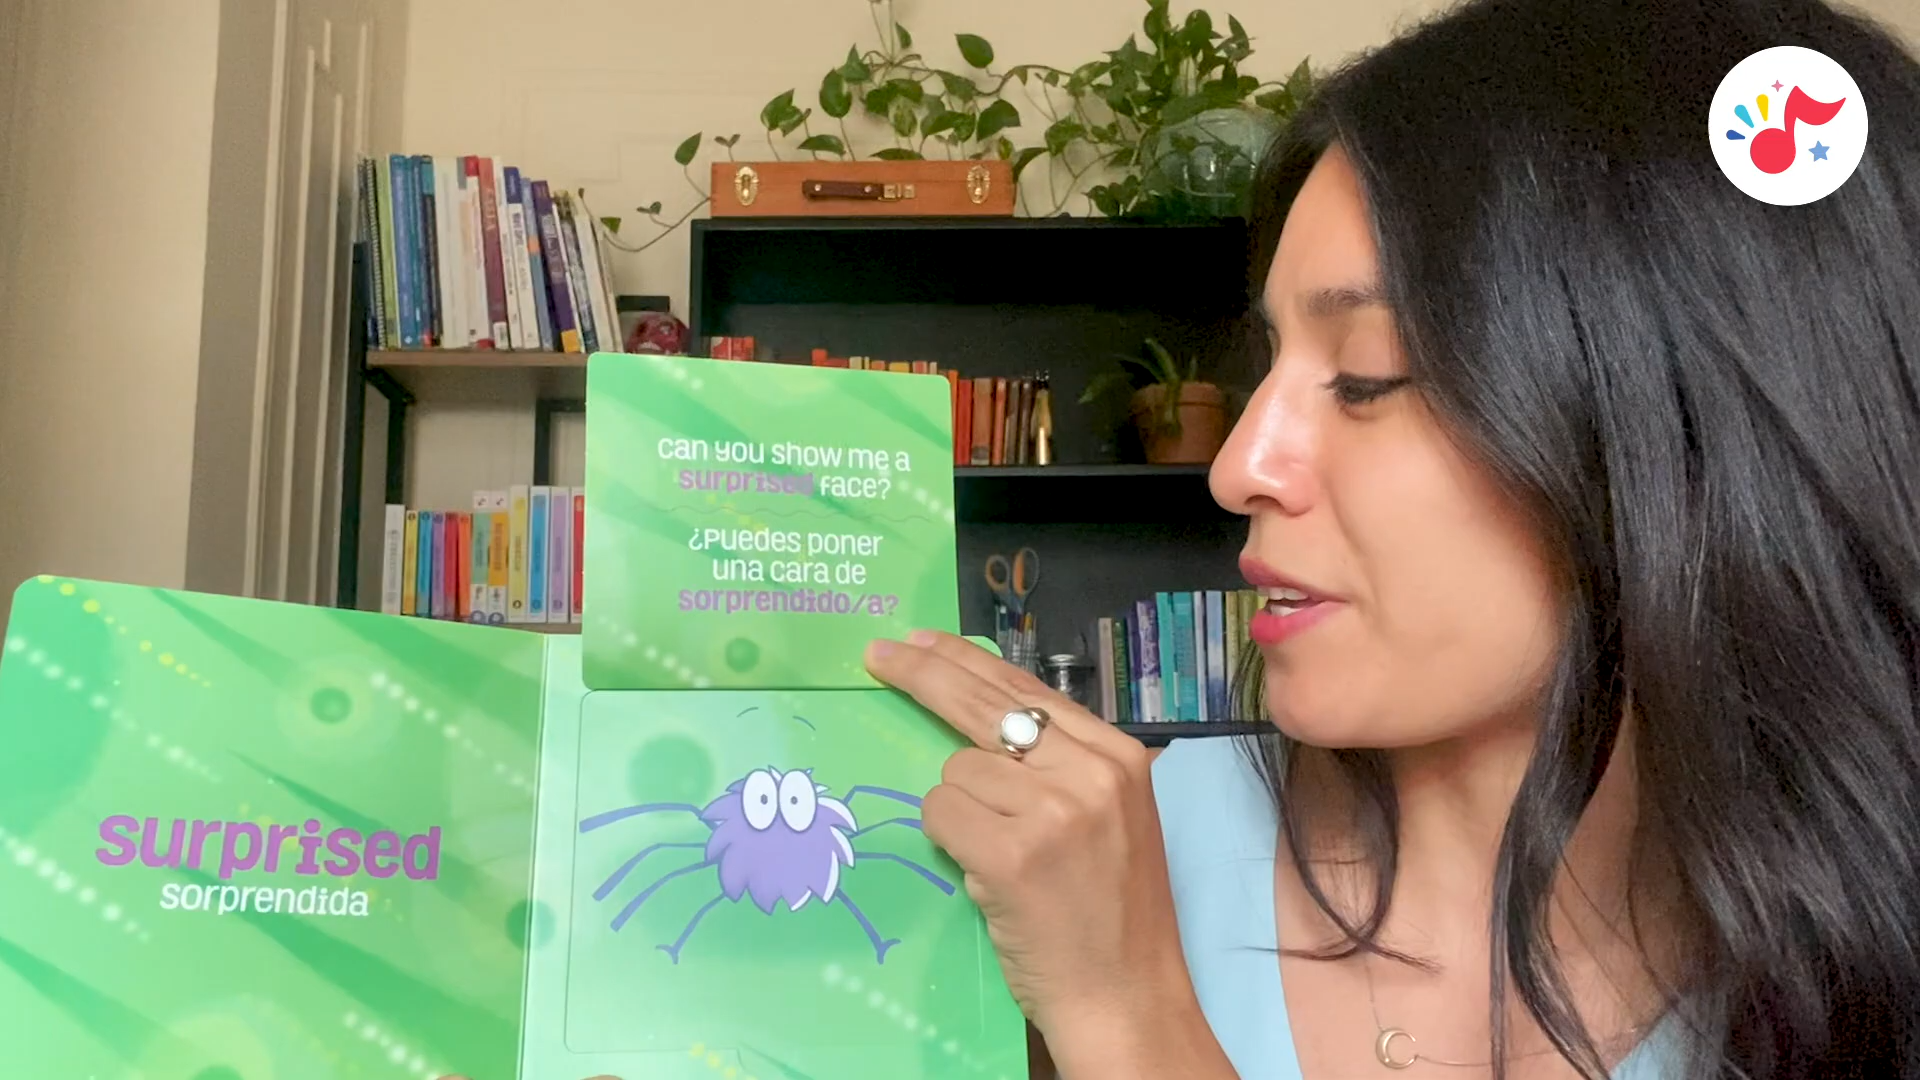 can you show me a
surprised face?
¿Puedes poner
una cara de
sorprendido/a?
surprised
sorprendida